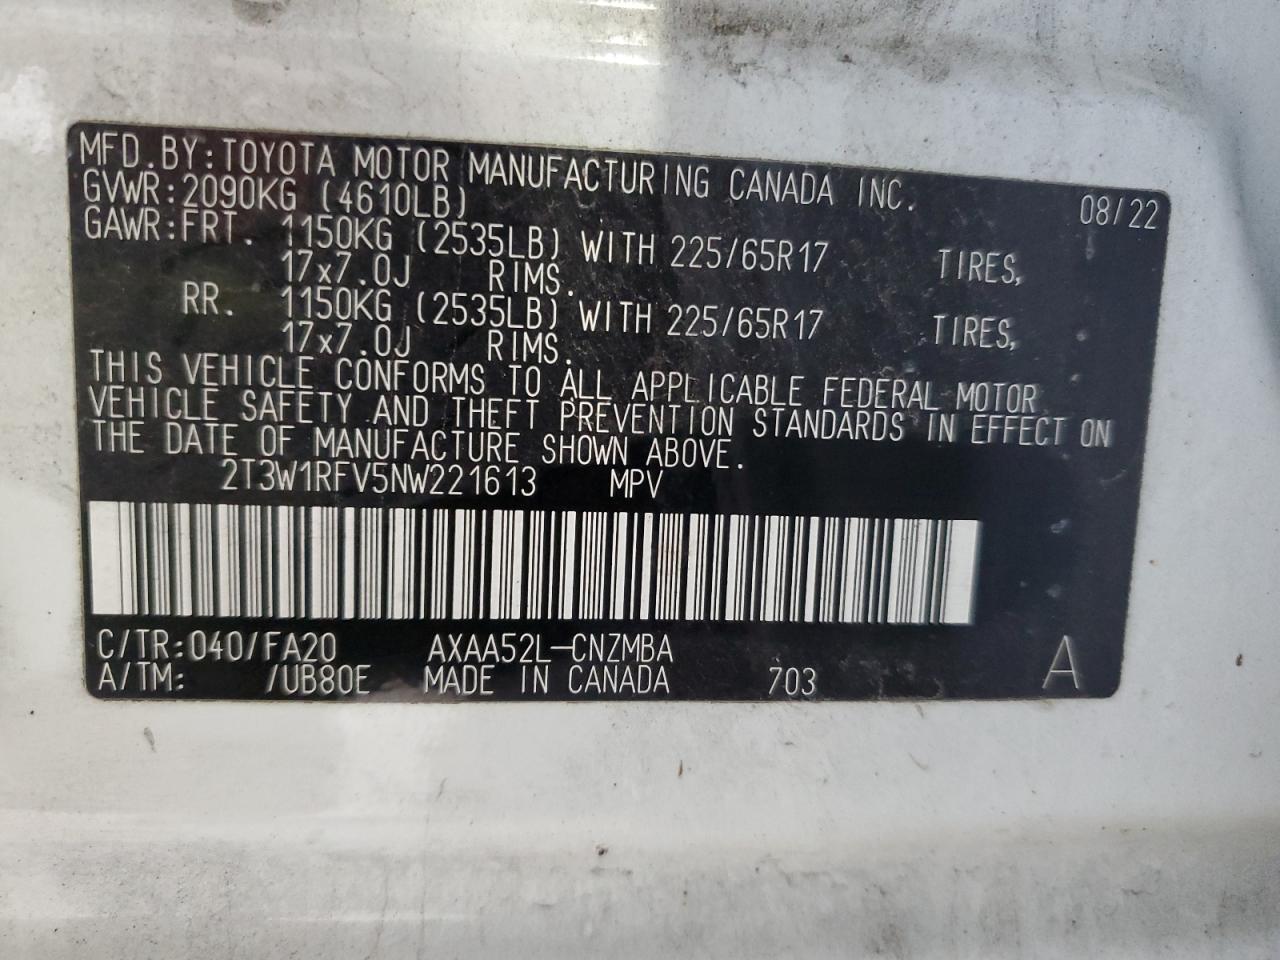 MFD.BY:TOYOTA MOTOR MANUFACTURING CANADA INC.
GVWR:2090KG (4610LB) 08/22
GAWR:FRT. 1150KG (2535LB) WITH 225/65R17 TIRES,
17x7.0J RIMS.
RR. 1150KG (2535LB) WITH 225/65R17 TIRES,
17x7.0J RIMS.
THIS VEHICLE CONFORMS TO ALL APPLICABLE FEDERAL MOTOR
VEHICLE SAFETY AND THEFT PREVENTION STANDARDS IN EFFECT ON
THE DATE OF MANUFACTURE SHOWN ABOVE.
2T3W1RFV5NW221613 MPV
C/TR:040/FA20 AXAA52L-CNZMBA
A/TM: /UB80E MADE IN CANADA 703 A